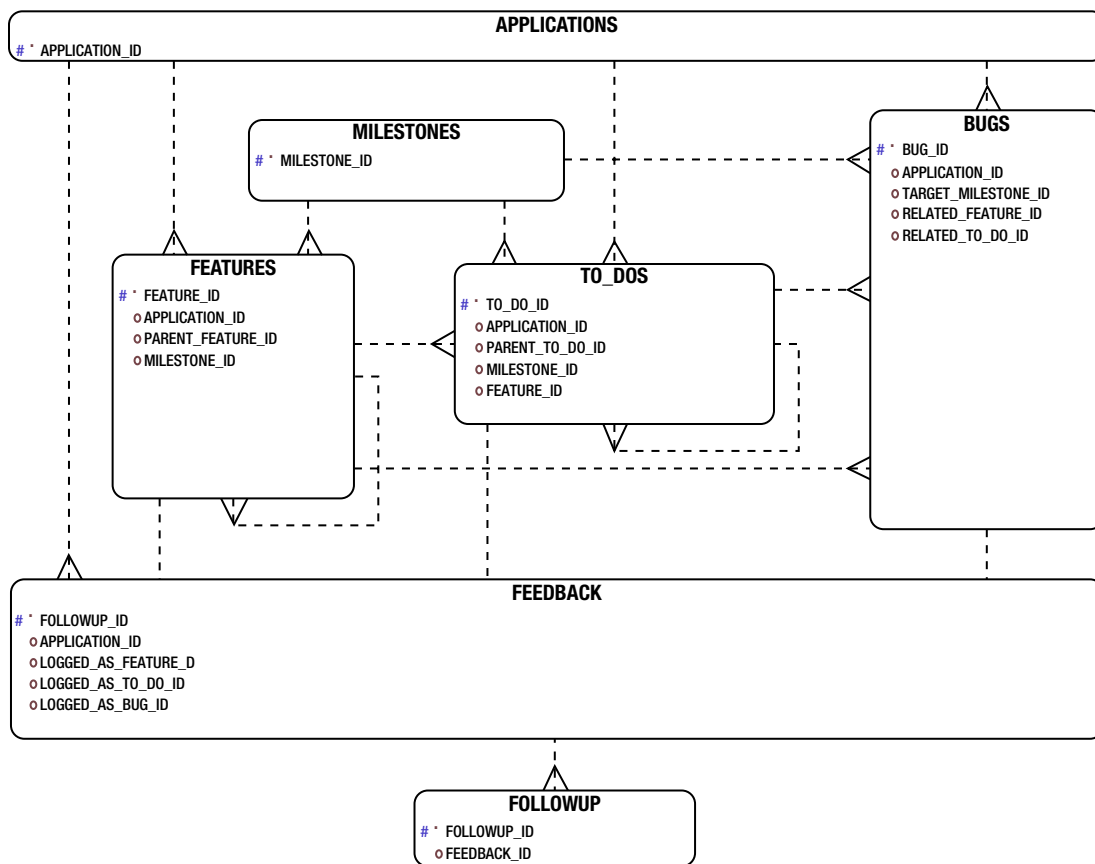 APPLICATIONS
# * APPLICATION_ID
MILESTONES
# * MILESTONE_ID
BUGS
# * BUG_ID
o APPLICATION_ID
o TARGET_MILESTONE_ID
o RELATED_FEATURE_ID
o RELATED_TO_DO_ID
FEATURES
# * FEATURE_ID
o APPLICATION_ID
o PARENT_FEATURE_ID
o MILESTONE_ID
TO_DOS
# * TO_DO_ID
o APPLICATION_ID
o PARENT_TO_DO_ID
o MILESTONE_ID
o FEATURE_ID
FEEDBACK
# * FOLLOWUP_ID
o APPLICATION_ID
o LOGGED_AS_FEATURE_D
o LOGGED_AS_TO_DO_ID
o LOGGED_AS_BUG_ID
FOLLOWUP
# * FOLLOWUP_ID
o FEEDBACK_ID